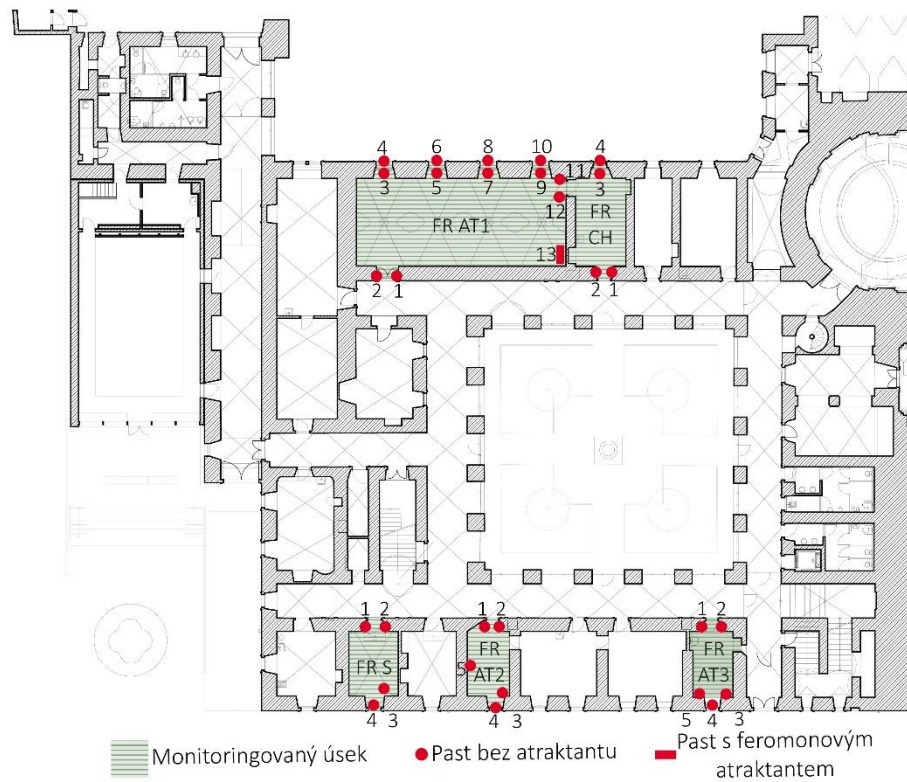 4 6 8 10 4
3 5 7 9 11 3
12
FR AT1
FR
CH
13
2 1 2 1
1 2 1 2 1 2
FR S
5
FR
AT2
FR
AT3
4 3 4 3 5 4 3
Monitoringovaný úsek
Past bez atraktantu
Past s feromonovým
atraktantem